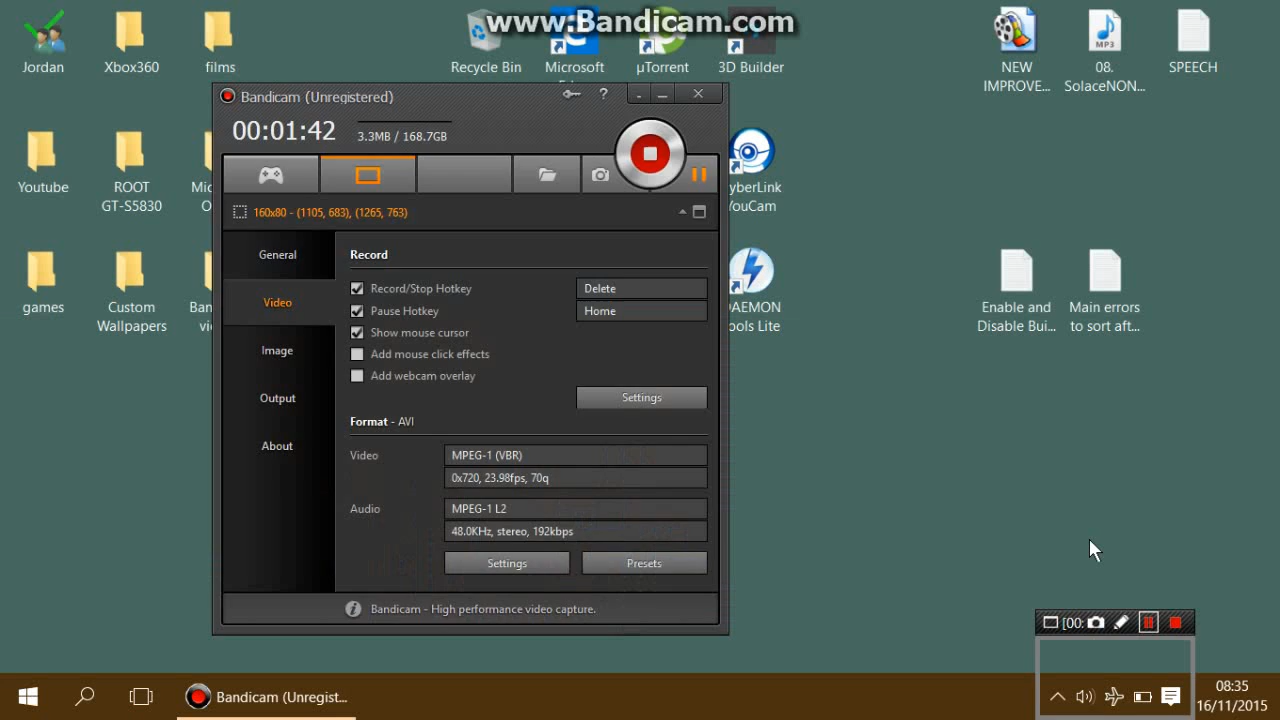 www.Bandicam.com
Jordan
Xbox360
films
Recycle Bin
Microsoft
µTorrent
3D Builder
NEW
IMPROVE...
MP3
08.
SolaceNON...
SPEECH
Bandicam (Unregistered)
?
00:01:42
3.3MB / 168.7GB
Youtube
ROOT
GT-S5830
yberLink
YouCam
160x80 - (1105, 683), (1265, 763)
games
Custom
Wallpapers
AEMON
ools Lite
Enable and
Disable Bui...
Main errors
to sort aft...
General
Video
Image
Output
About
Record
Record/Stop Hotkey
Delete
Pause Hotkey
Home
Show mouse cursor
Add mouse click effects
Add webcam overlay
Settings
Format - AVI
Video
MPEG-1 (VBR)
0x720, 23.98fps, 70q
Audio
MPEG-1 L2
48.0KHz, stereo, 192kbps
Settings
Presets
Bandicam - High performance video capture.
[00:
Bandicam (Unregist...
08:35
16/11/2015